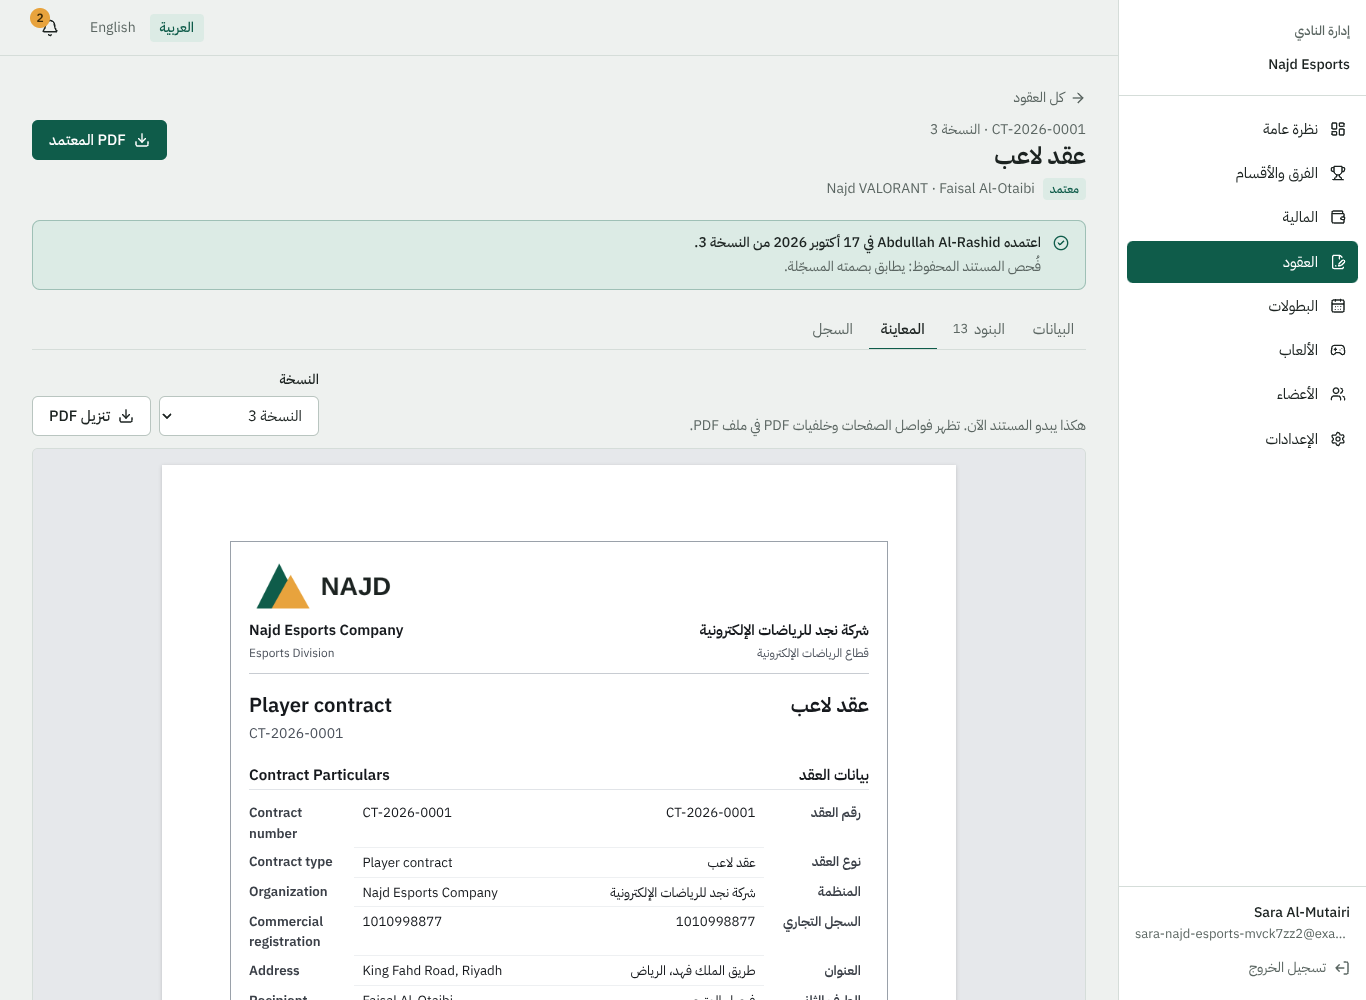 إدارة النادي
Najd Esports
نظرة عامة
الفرق والأقسام
المالية
العقود
البطولات
الألعاب
الأعضاء
الإعدادات
Sara Al-Mutairi
sara-najd-esports-mvck7zz2@exa...
تسجيل الخروج
العربية
English
2
كل العقود
CT-2026-0001 · النسخة 3
عقد لاعب
معتمد Najd VALORANT · Faisal Al-Otaibi
PDF المعتمد
اعتمده Abdullah Al-Rashid في 17 أكتوبر 2026 من النسخة 3.
فُحص المستند المحفوظ: يطابق بصمته المسجّلة.
البيانات
البنود 13
المعاينة
السجل
هكذا يبدو المستند الآن. تظهر فواصل الصفحات وخلفيات PDF في ملف PDF.
النسخة
النسخة 3
تنزيل PDF
NAJD
Najd Esports Company شركة نجد للرياضات الإلكترونية
Esports Division قطاع الرياضات الإلكترونية
Player contract عقد لاعب
CT-2026-0001
Contract Particulars بيانات العقد
Contract number CT-2026-0001 CT-2026-0001 رقم العقد
Contract type Player contract عقد لاعب نوع العقد
Organization Najd Esports Company شركة نجد للرياضات الإلكترونية المنظمة
Commercial registration 1010998877 1010998877 السجل التجاري
Address King Fahd Road, Riyadh طريق الملك فهد، الرياض العنوان
Recipient Faisal Al-Otaibi